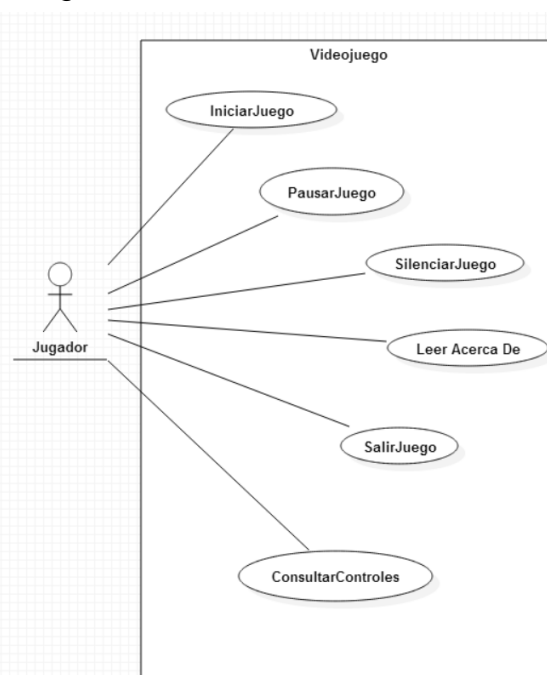 Videojuego
IniciarJuego
PausarJuego
SilenciarJuego
Jugador
Leer Acerca De
SalirJuego
ConsultarControles